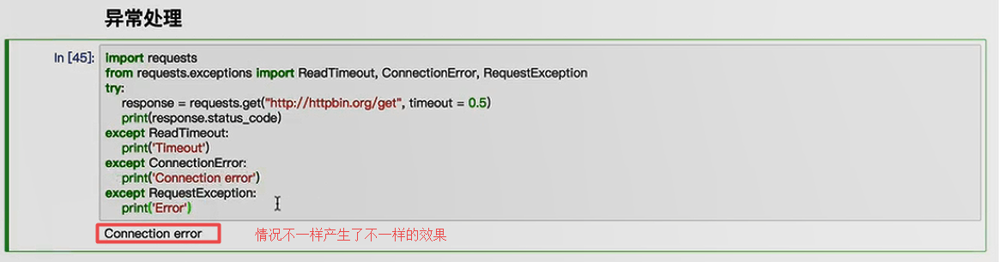 异常处理
In [45]:
import requests
from requests.exceptions import ReadTimeout, ConnectionError, RequestException
try:
    response = requests.get("http://httpbin.org/get", timeout = 0.5)
    print(response.status_code)
except ReadTimeout:
    print('Timeout')
except ConnectionError:
    print('Connection error')
except RequestException:
    print('Error')
Connection error
情况不一样产生了不一样的效果